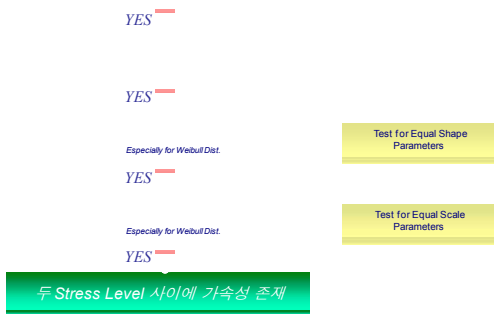 YES
YES
Test for Equal Shape
Parameters
Especially for Weibull Dist.
YES
Test for Equal Scale
Parameters
Especially for Weibull Dist.
YES
두 Stress Level 사이에 가속성 존재